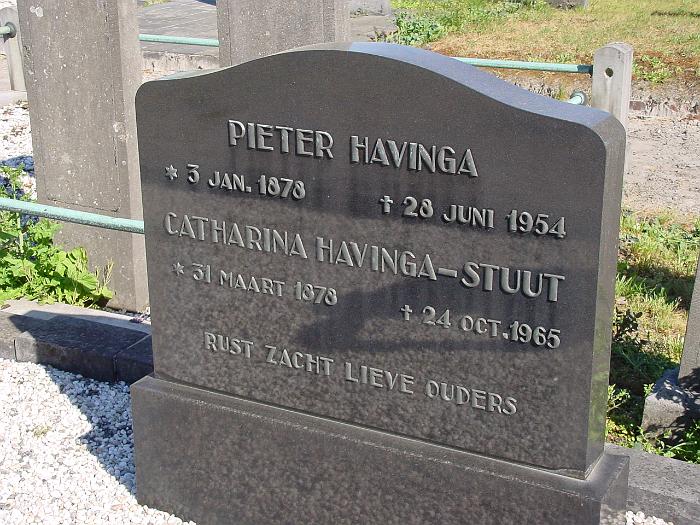 PIETER HAVINGA
* 3 JAN. 1878 † 28 JUNI 1954
CATHARINA HAVINGA-STUUT
* 31 MAART 1878 † 24 OCT. 1965
RUST ZACHT LIEVE OUDERS